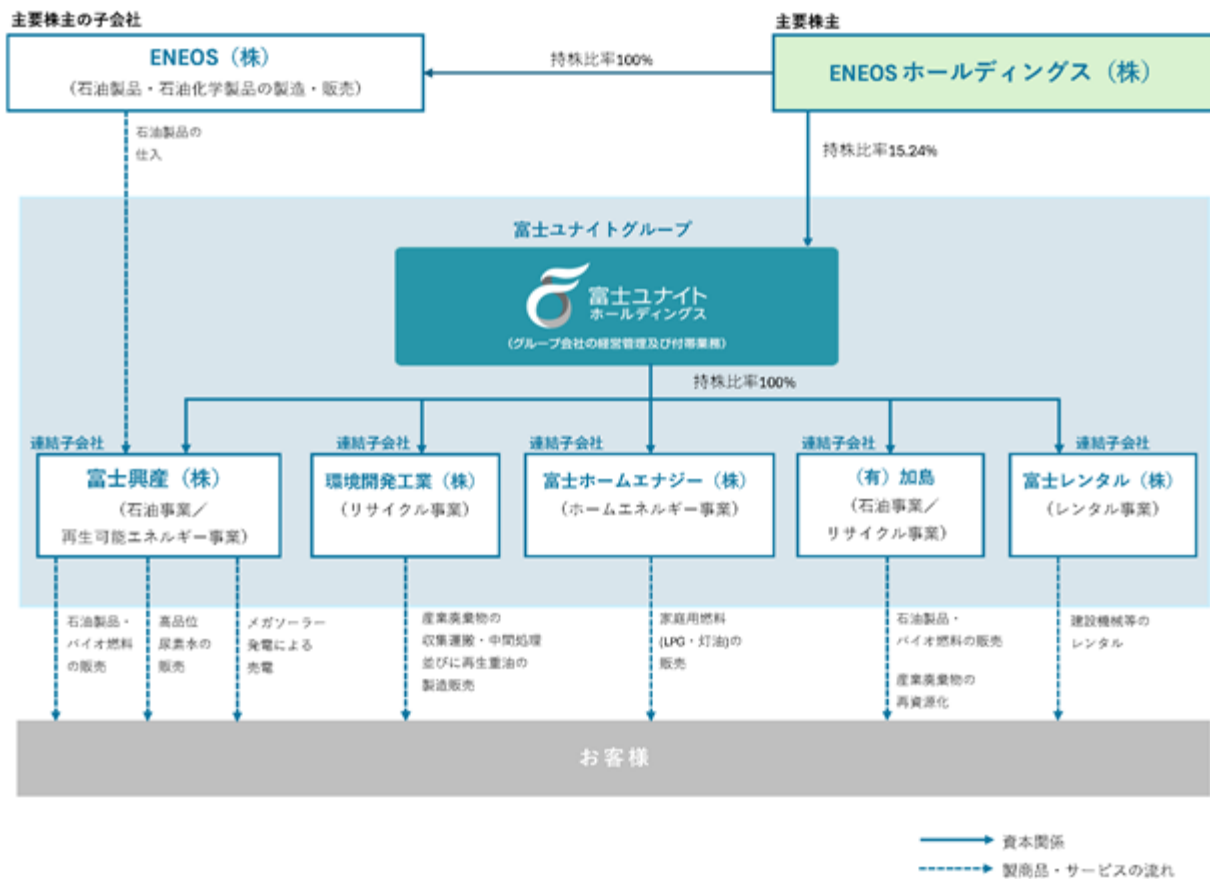 主要株主の子会社
主要株主
ENEOS（株）
（石油製品・石油化学製品の製造・販売）
持株比率100%
ENEOS ホールディングス（株）
石油製品の
仕入
持株比率15.24%
富士ユナイトグループ
富士ユナイト
ホールディングス
（グループ会社の経営管理及び付帯業務）
持株比率100%
連結子会社
富士興産（株）
（石油事業／
再生可能エネルギー事業）
連結子会社
環境開発工業（株）
（リサイクル事業）
連結子会社
富士ホームエナジー（株）
（ホームエネルギー事業）
連結子会社
（有）加島
（石油事業／
リサイクル事業）
連結子会社
富士レンタル（株）
（レンタル事業）
石油製品・
バイオ燃料
の販売
高品位
尿素水の
販売
メガソーラー
発電による
売電
産業廃棄物の
収集運搬・中間処理
並びに再生重油の
製造販売
家庭用燃料
(LPG・灯油)の
販売
石油製品・
バイオ燃料の販売
産業廃棄物の
再資源化
建設機械等の
レンタル
お客様
資本関係
製商品・サービスの流れ